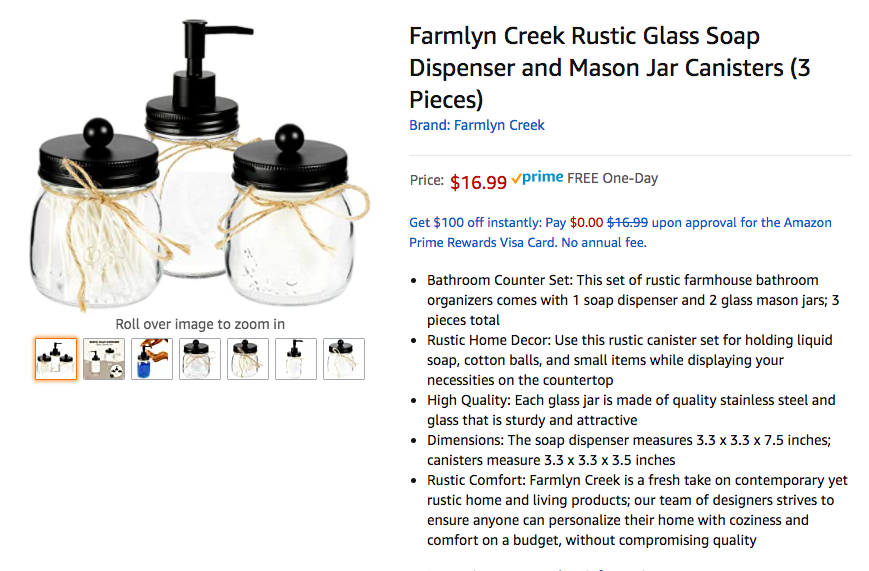 Farmlyn Creek Rustic Glass Soap
Dispenser and Mason Jar Canisters (3
Pieces)
Brand: Farmlyn Creek
Price: $16.99 prime FREE One-Day
Get $100 off instantly: Pay $0.00 $16.99 upon approval for the Amazon
Prime Rewards Visa Card. No annual fee.
• Bathroom Counter Set: This set of rustic farmhouse bathroom
organizers comes with 1 soap dispenser and 2 glass mason jars; 3
pieces total
• Rustic Home Decor: Use this rustic canister set for holding liquid
soap, cotton balls, and small items while displaying your
necessities on the countertop
• High Quality: Each glass jar is made of quality stainless steel and
glass that is sturdy and attractive
• Dimensions: The soap dispenser measures 3.3 x 3.3 x 7.5 inches;
canisters measure 3.3 x 3.3 x 3.5 inches
• Rustic Comfort: Farmlyn Creek is a fresh take on contemporary yet
rustic home and living products; our team of designers strives to
ensure anyone can personalize their home with coziness and
comfort on a budget, without compromising quality
Roll over image to zoom in